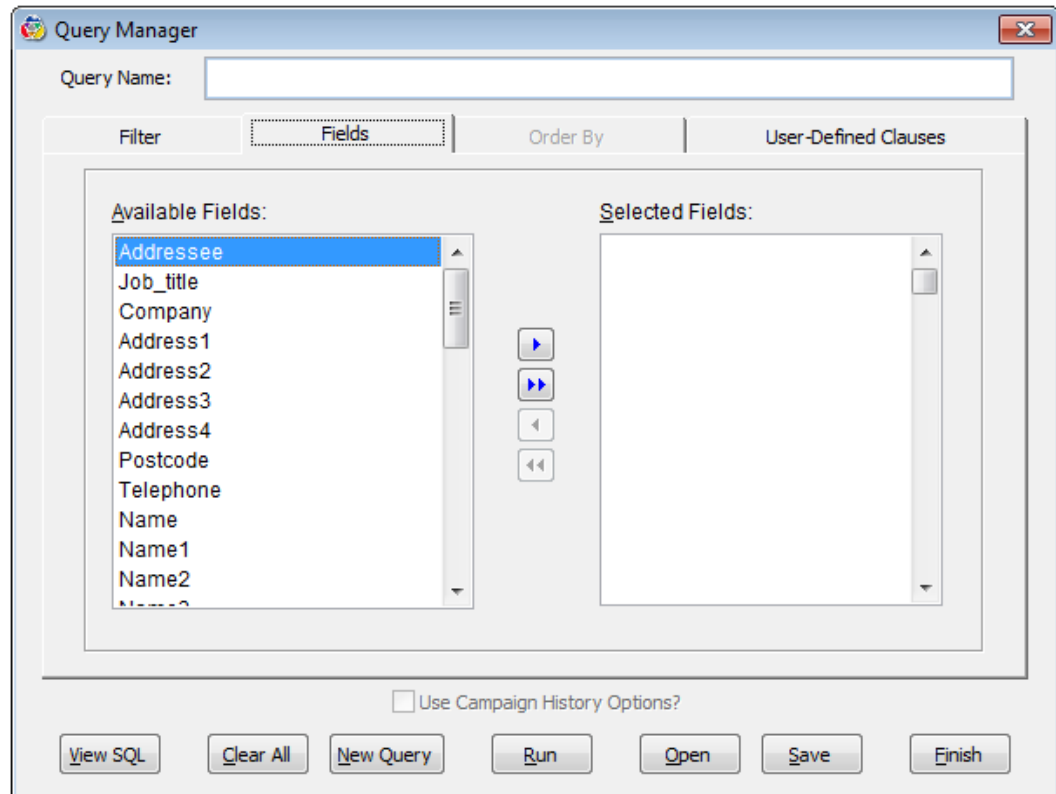 Query Manager
Query Name:
Filter Fields Order By User-Defined Clauses
Available Fields: Selected Fields:
Addressee
Job_title
Company
Address1
Address2
Address3
Address4
Postcode
Telephone
Name
Name1
Name2
Use Campaign History Options?
View SQL Clear All New Query Run Open Save Finish